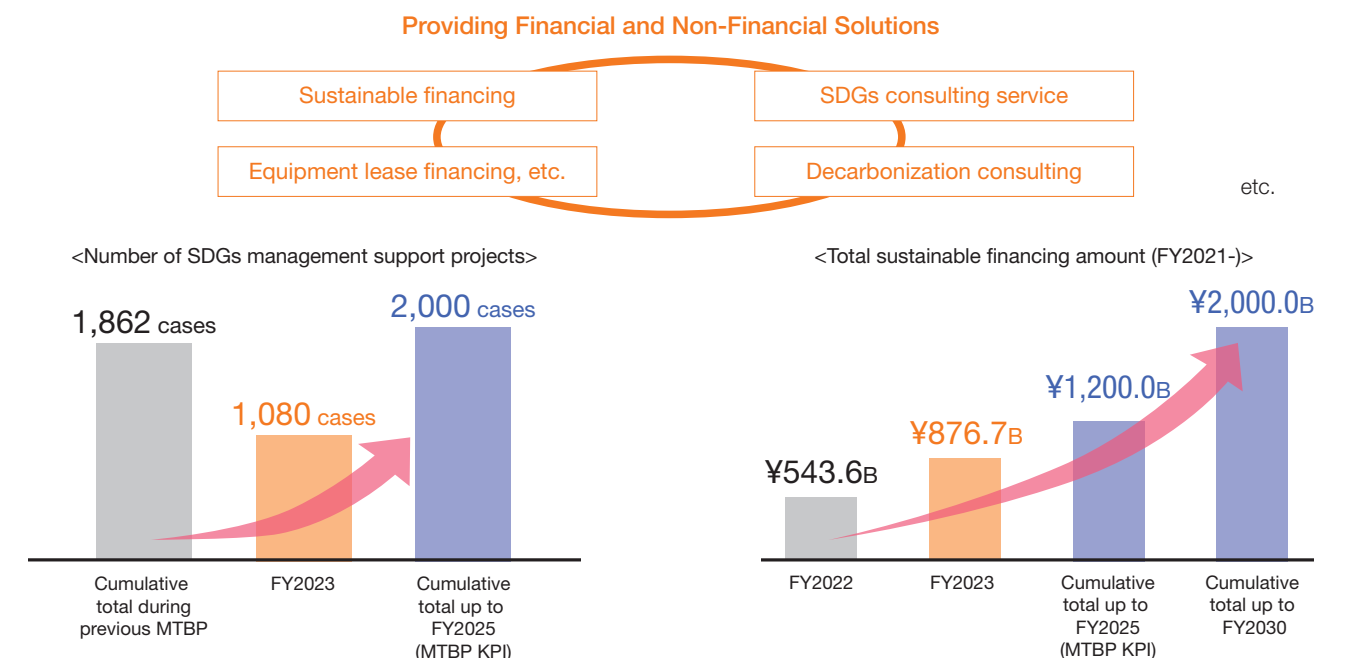 Providing Financial and Non-Financial Solutions
Sustainable financing
SDGs consulting service
Equipment lease financing, etc.
Decarbonization consulting
etc.
<Number of SDGs management support projects>
1,862 cases
1,080 cases
2,000 cases
Cumulative
total during
previous MTBP
FY2023
Cumulative
total up to
FY2025
(MTBP KPI)
<Total sustainable financing amount (FY2021-)>
¥543.6B
¥876.7B
¥1,200.0B
¥2,000.0B
FY2022
FY2023
Cumulative
total up to
FY2025
(MTBP KPI)
Cumulative
total up to
FY2030